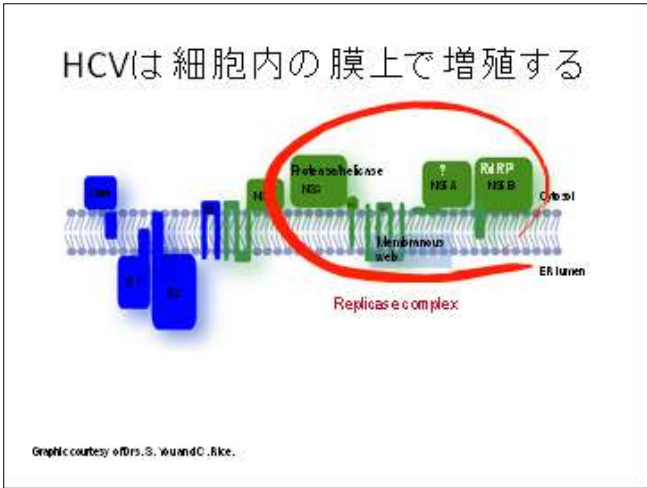 HCVは細胞内の膜上で増殖する
Protease/helicase
NS3
?
NS5A
RdRP
NS5B
Cytosol
Membranous
web
ER lumen
Replicase complex
Graphic courtesy of Drs. S. You and C. Rice.